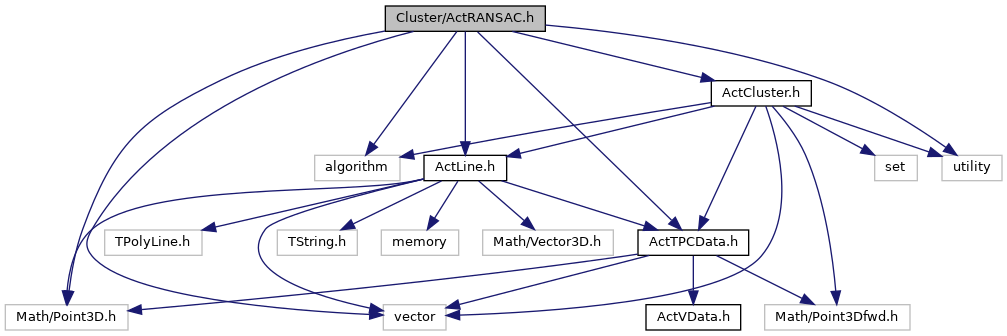 Cluster/ActRANSAC.h
ActCluster.h
algorithm
ActLine.h
set
utility
TPolyLine.h
TString.h
memory
Math/Vector3D.h
ActTPCData.h
Math/Point3D.h
vector
ActVData.h
Math/Point3Dfwd.h